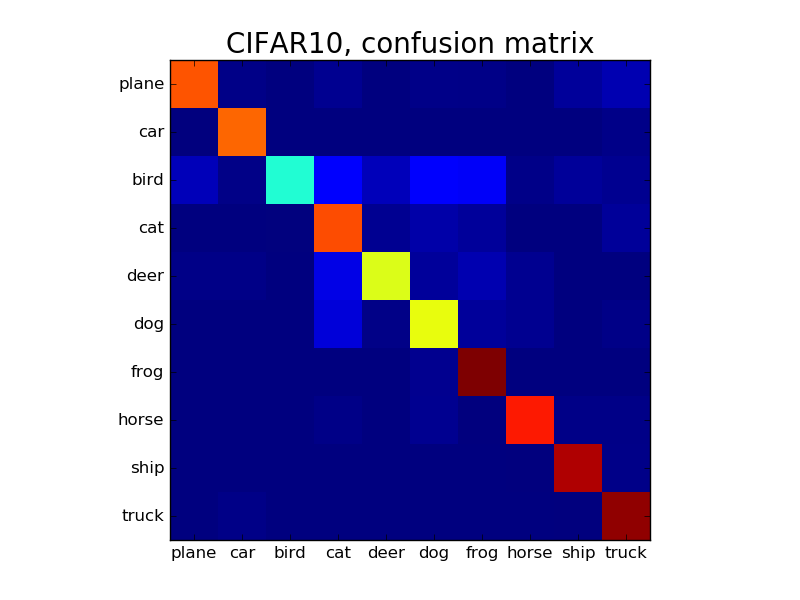 CIFAR10, confusion matrix
plane
car
bird
cat
deer
dog
frog
horse
ship
truck
plane car bird cat deer dog frog horse ship truck